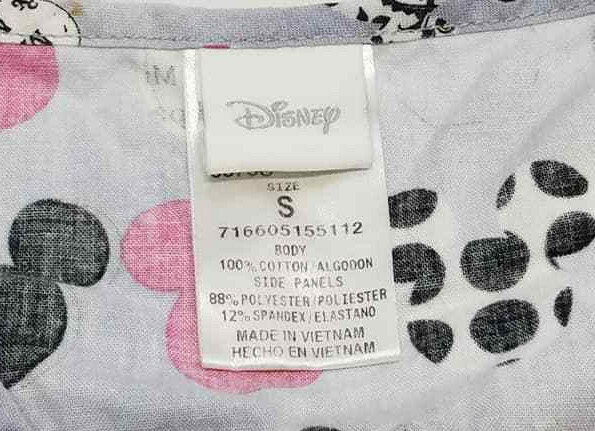 Disney
SIZE
S
716605155112
BODY
100% COTTON/ALGODON
SIDE PANELS
88% POLYESTER/POLIESTER
12% SPANDEX/ELASTANO
MADE IN VIETNAM
HECHO EN VIETNAM